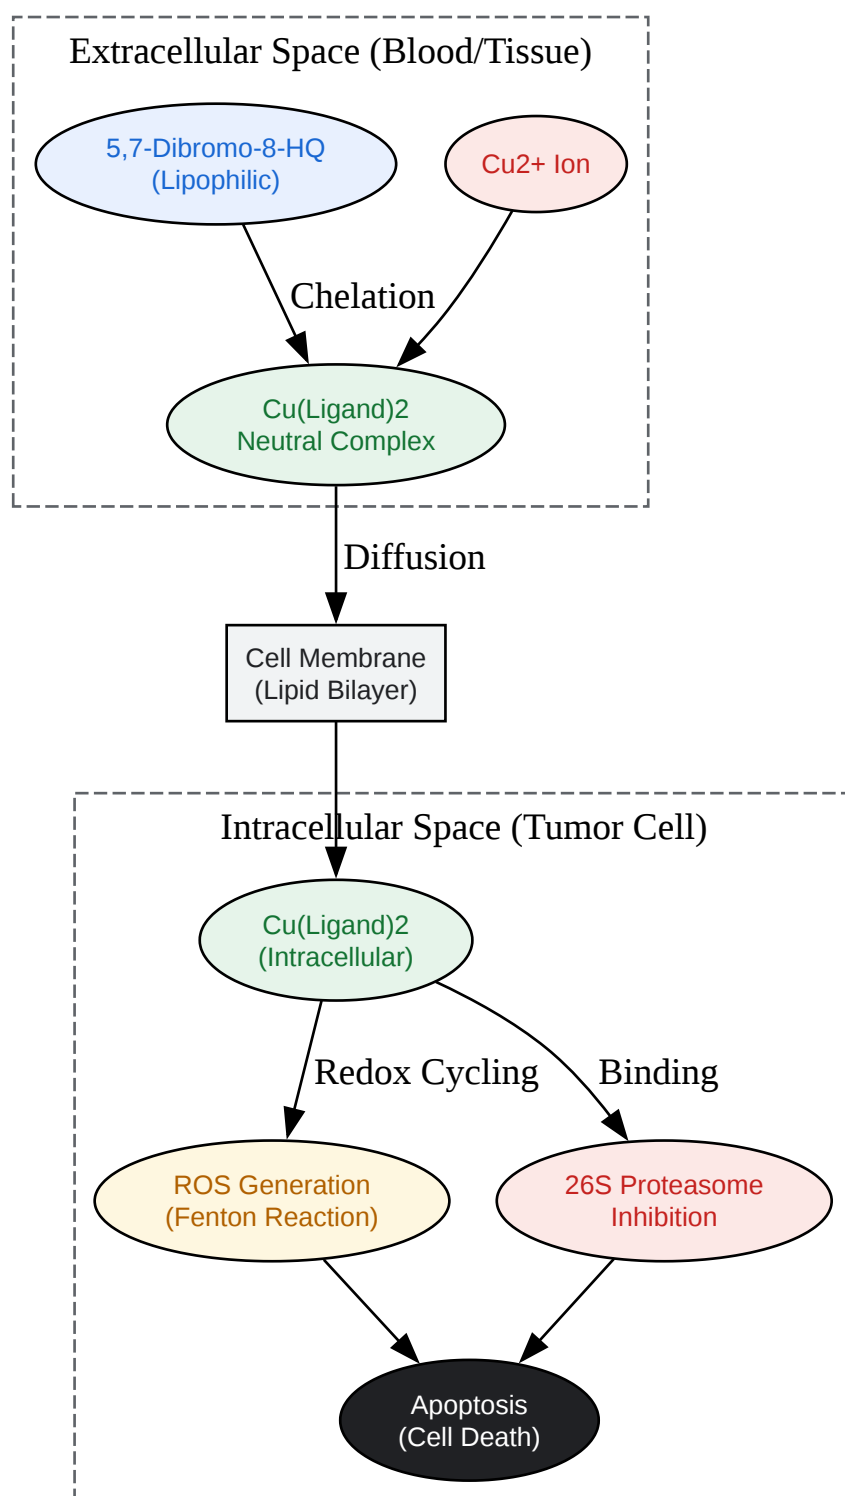 Extracellular Space (Blood/Tissue)
5,7-Dibromo-8-HQ
(Lipophilic)
Cu2+ Ion
Chelation
Cu(Ligand)2
Neutral Complex
Diffusion
Cell Membrane
(Lipid Bilayer)
Intracellular Space (Tumor Cell)
Cu(Ligand)2
(Intracellular)
Redox Cycling
Binding
ROS Generation
(Fenton Reaction)
26S Proteasome
Inhibition
Apoptosis
(Cell Death)